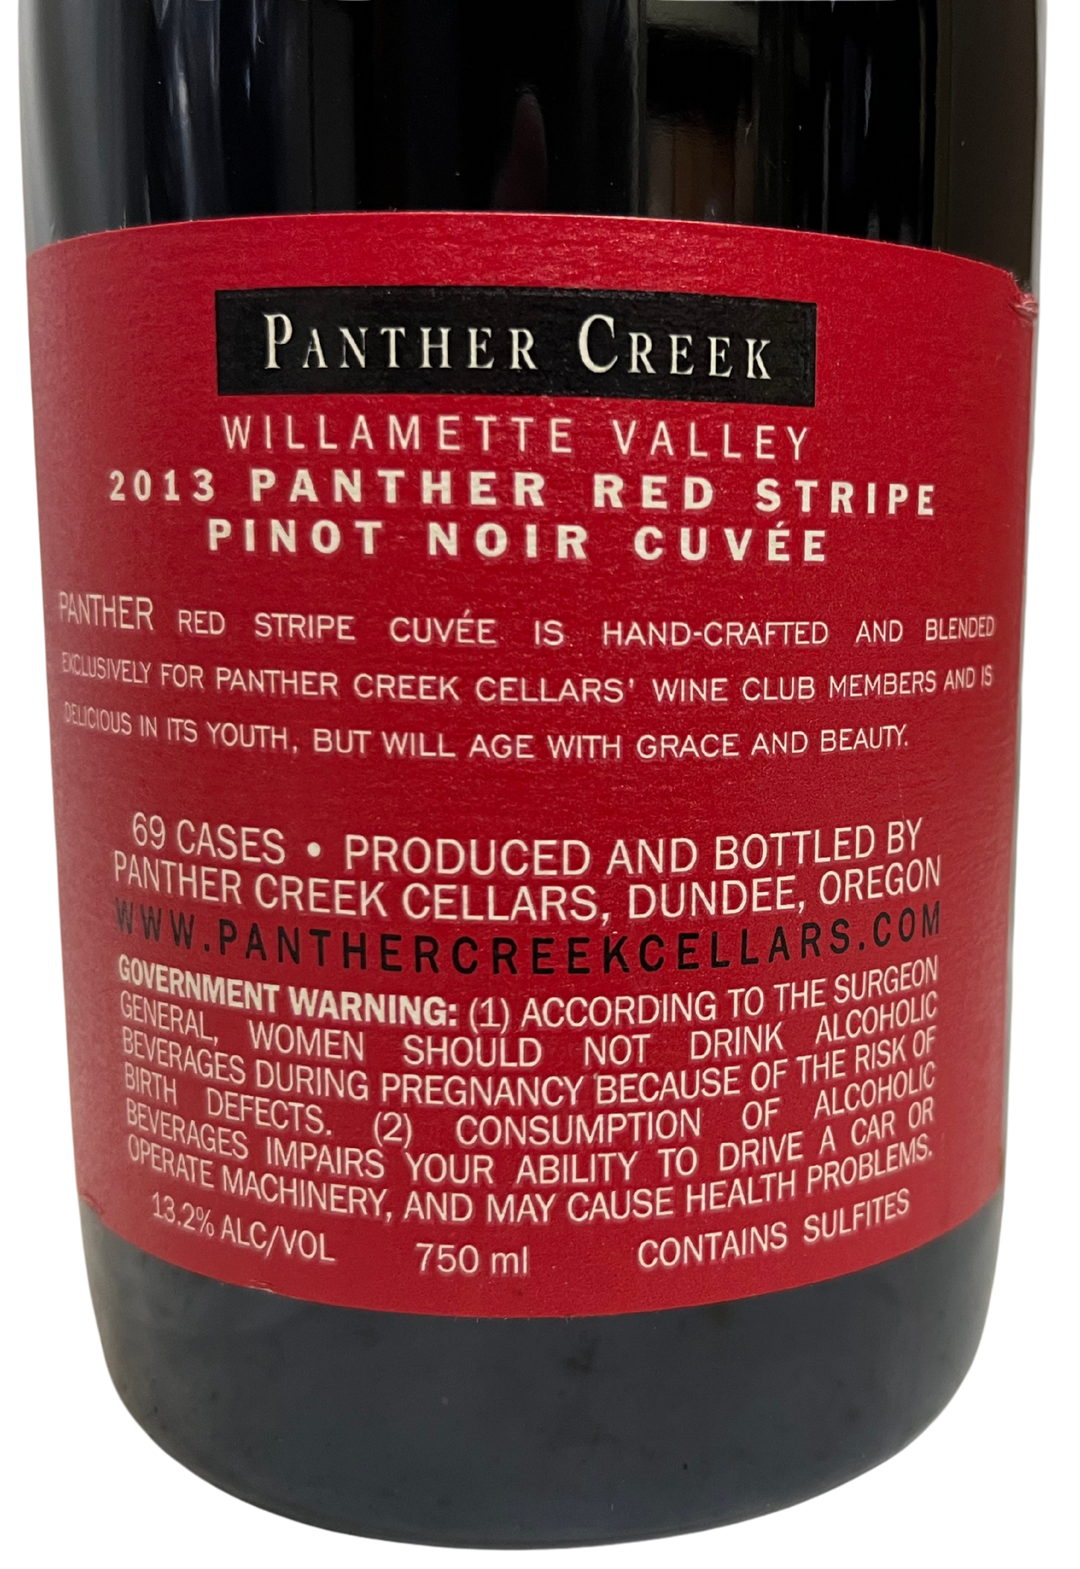 PANTHER CREEK
WILLAMETTE VALLEY
2013 PANTHER RED STRIPE
PINOT NOIR CUVÉE
PANTHER RED STRIPE CUVÉE IS HAND-CRAFTED AND BLENDED
EXCLUSIVELY FOR PANTHER CREEK CELLARS' WINE CLUB MEMBERS AND IS
DELICIOUS IN ITS YOUTH, BUT WILL AGE WITH GRACE AND BEAUTY.
69 CASES • PRODUCED AND BOTTLED BY
PANTHER CREEK CELLARS, DUNDEE, OREGON
WWW.PANTHERCREEKCELLARS.COM
GOVERNMENT WARNING: (1) ACCORDING TO THE SURGEON
GENERAL, WOMEN SHOULD NOT DRINK ALCOHOLIC
BEVERAGES DURING PREGNANCY BECAUSE OF THE RISK OF
BIRTH DEFECTS. (2) CONSUMPTION OF ALCOHOLIC
BEVERAGES IMPAIRS YOUR ABILITY TO DRIVE A CAR OR
OPERATE MACHINERY, AND MAY CAUSE HEALTH PROBLEMS.
13.2% ALC/VOL 750 ml CONTAINS SULFITES